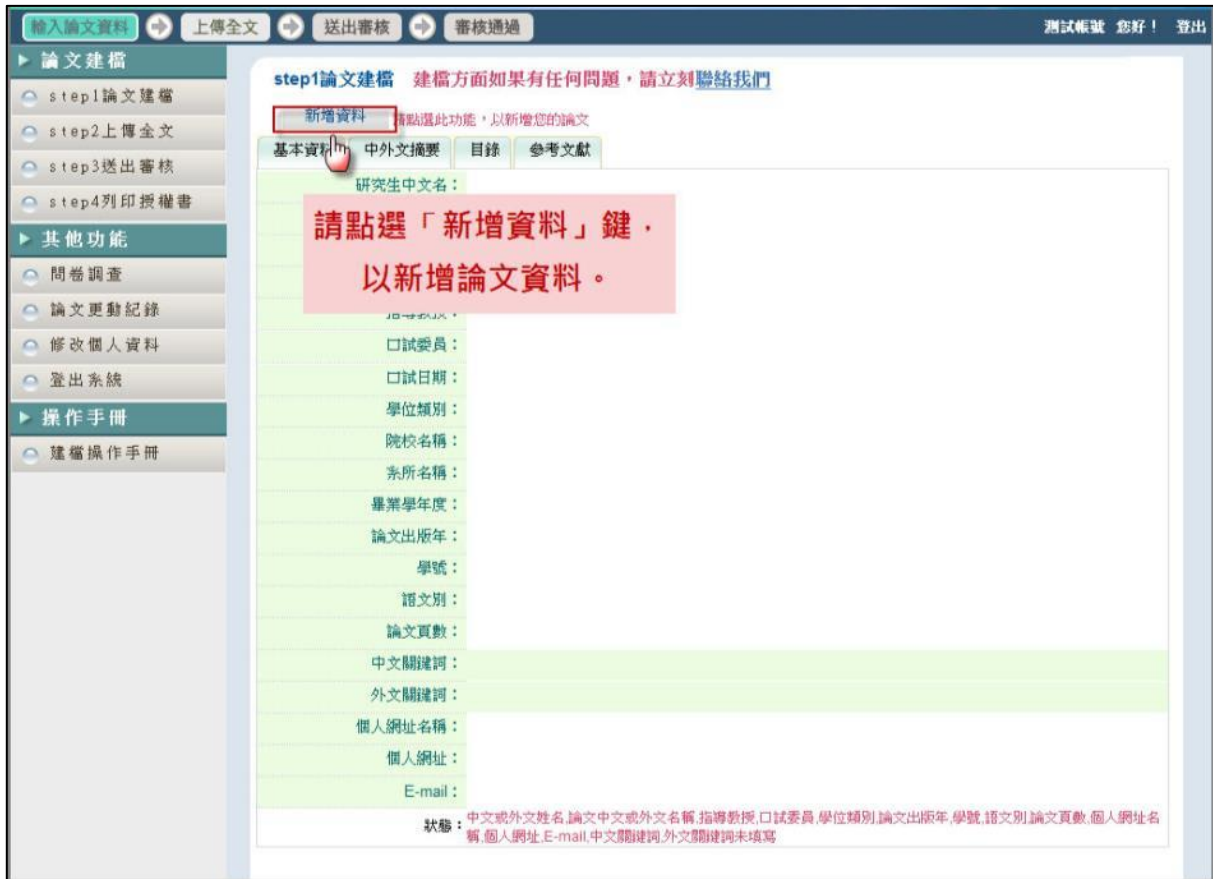 輸入論文資料 上傳全文 送出審核 審核通過 測試帳號 您好！ 登出
論文建檔
step1論文建檔
step2上傳全文
step3送出審核
step4列印授權書
其他功能
問卷調查
論文更動紀錄
修改個人資料
登出系統
操作手冊
建檔操作手冊
step1論文建檔 建檔方面如果有任何問題，請立刻聯絡我們
新增資料 請點選此功能，以新增您的論文
基本資料 中外文摘要 目錄 參考文獻
研究生中文名：
請點選「新增資料」鍵，
以新增論文資料。
指導教授：
口試委員：
口試日期：
學位類別：
院校名稱：
系所名稱：
畢業學年度：
論文出版年：
學號：
語文別：
論文頁數：
中文關鍵詞：
外文關鍵詞：
個人網址名稱：
個人網址：
E-mail：
狀態：中文或外文姓名,論文中文或外文名稱,指導教授,口試委員,學位類別,論文出版年,學號,語文別,論文頁數,個人網址名
稱,個人網址,E-mail,中文關鍵詞,外文關鍵詞未填寫